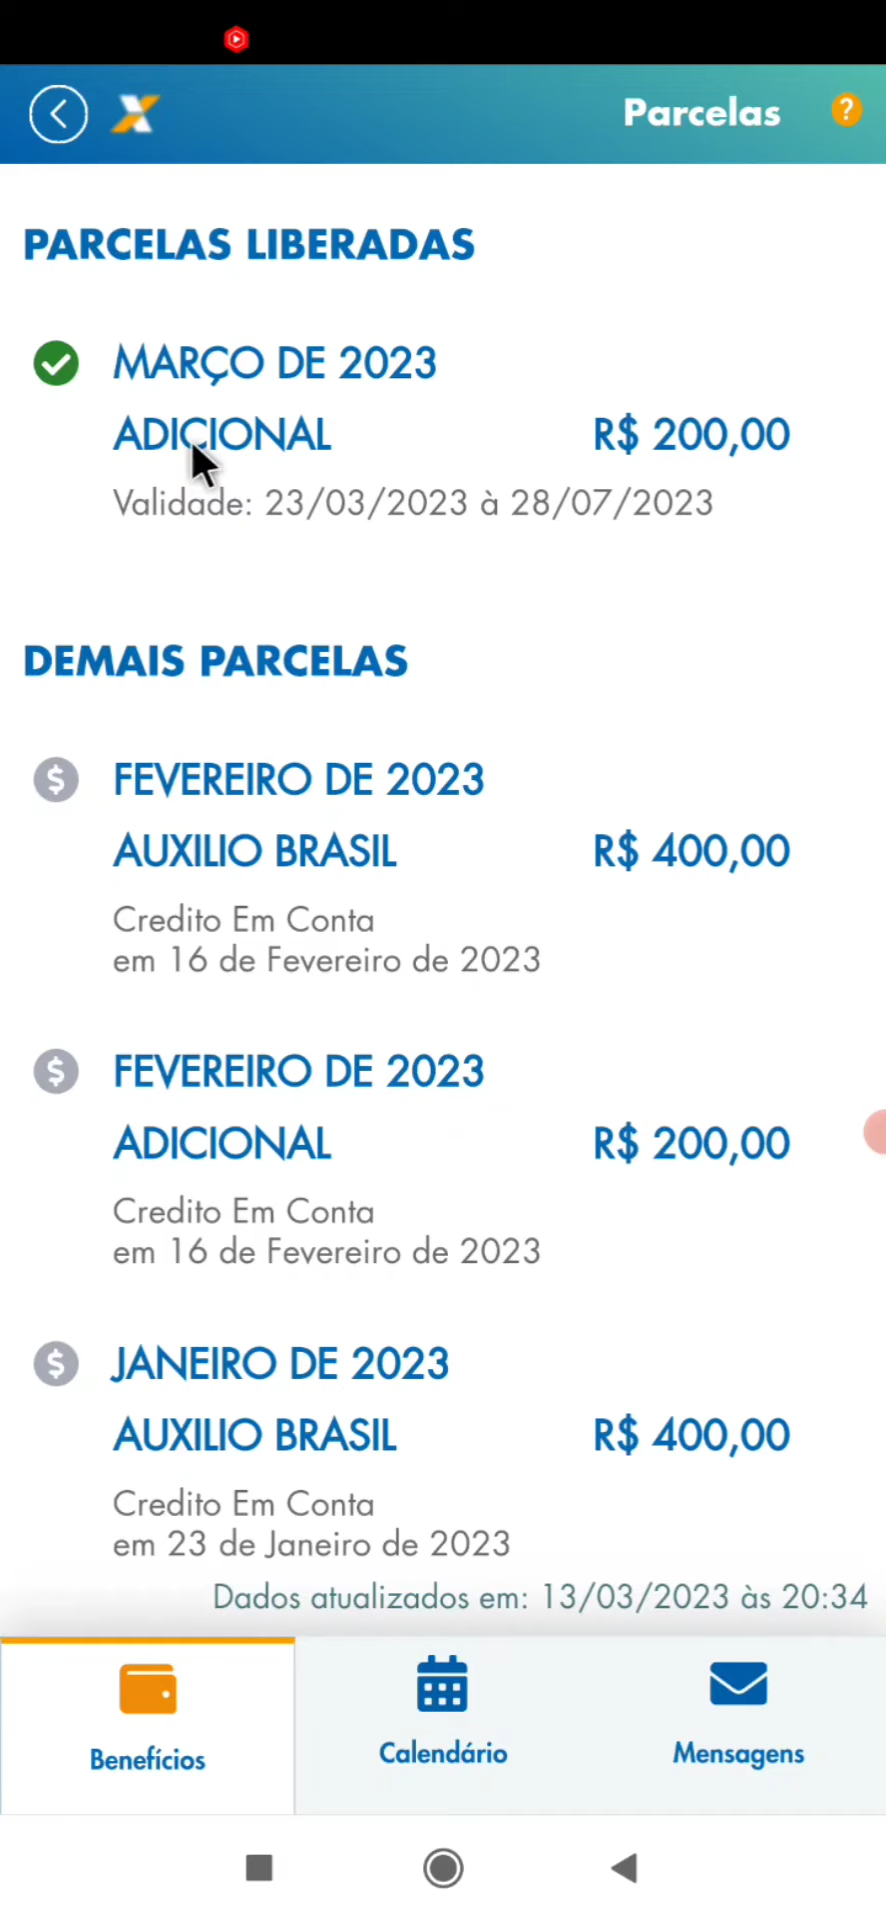 Parcelas ?
PARCELAS LIBERADAS
MARÇO DE 2023
ADICIONAL R$ 200,00
Validade: 23/03/2023 à 28/07/2023
DEMAIS PARCELAS
$ FEVEREIRO DE 2023
AUXILIO BRASIL R$ 400,00
Credito Em Conta
em 16 de Fevereiro de 2023
$ FEVEREIRO DE 2023
ADICIONAL R$ 200,00
Credito Em Conta
em 16 de Fevereiro de 2023
$ JANEIRO DE 2023
AUXILIO BRASIL R$ 400,00
Credito Em Conta
em 23 de Janeiro de 2023
Dados atualizados em: 13/03/2023 às 20:34
Benefícios Calendário Mensagens